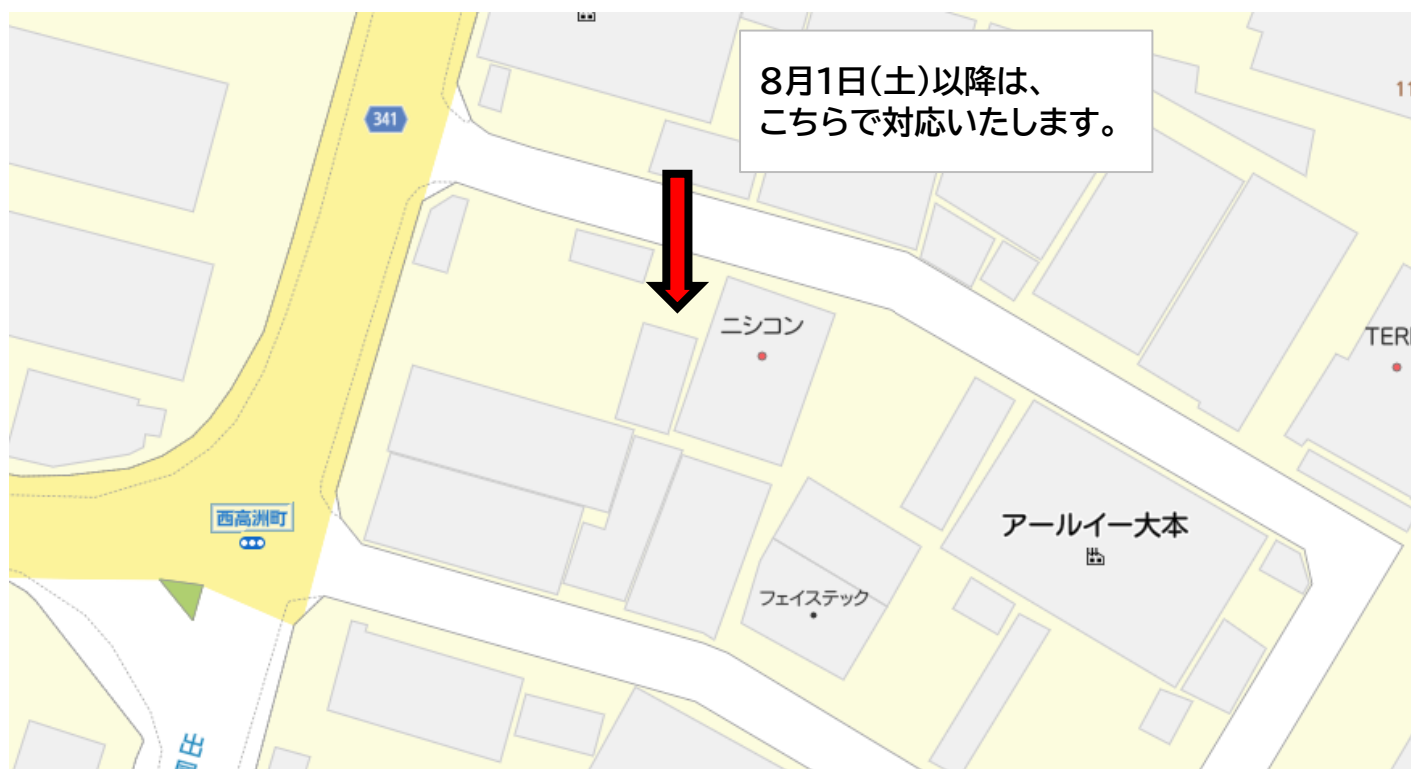 8月1日(土)以降は、
こちらで対応いたします。
11
341
ニシコン
TER
西高洲町
アールイー大本
フェイステック
出